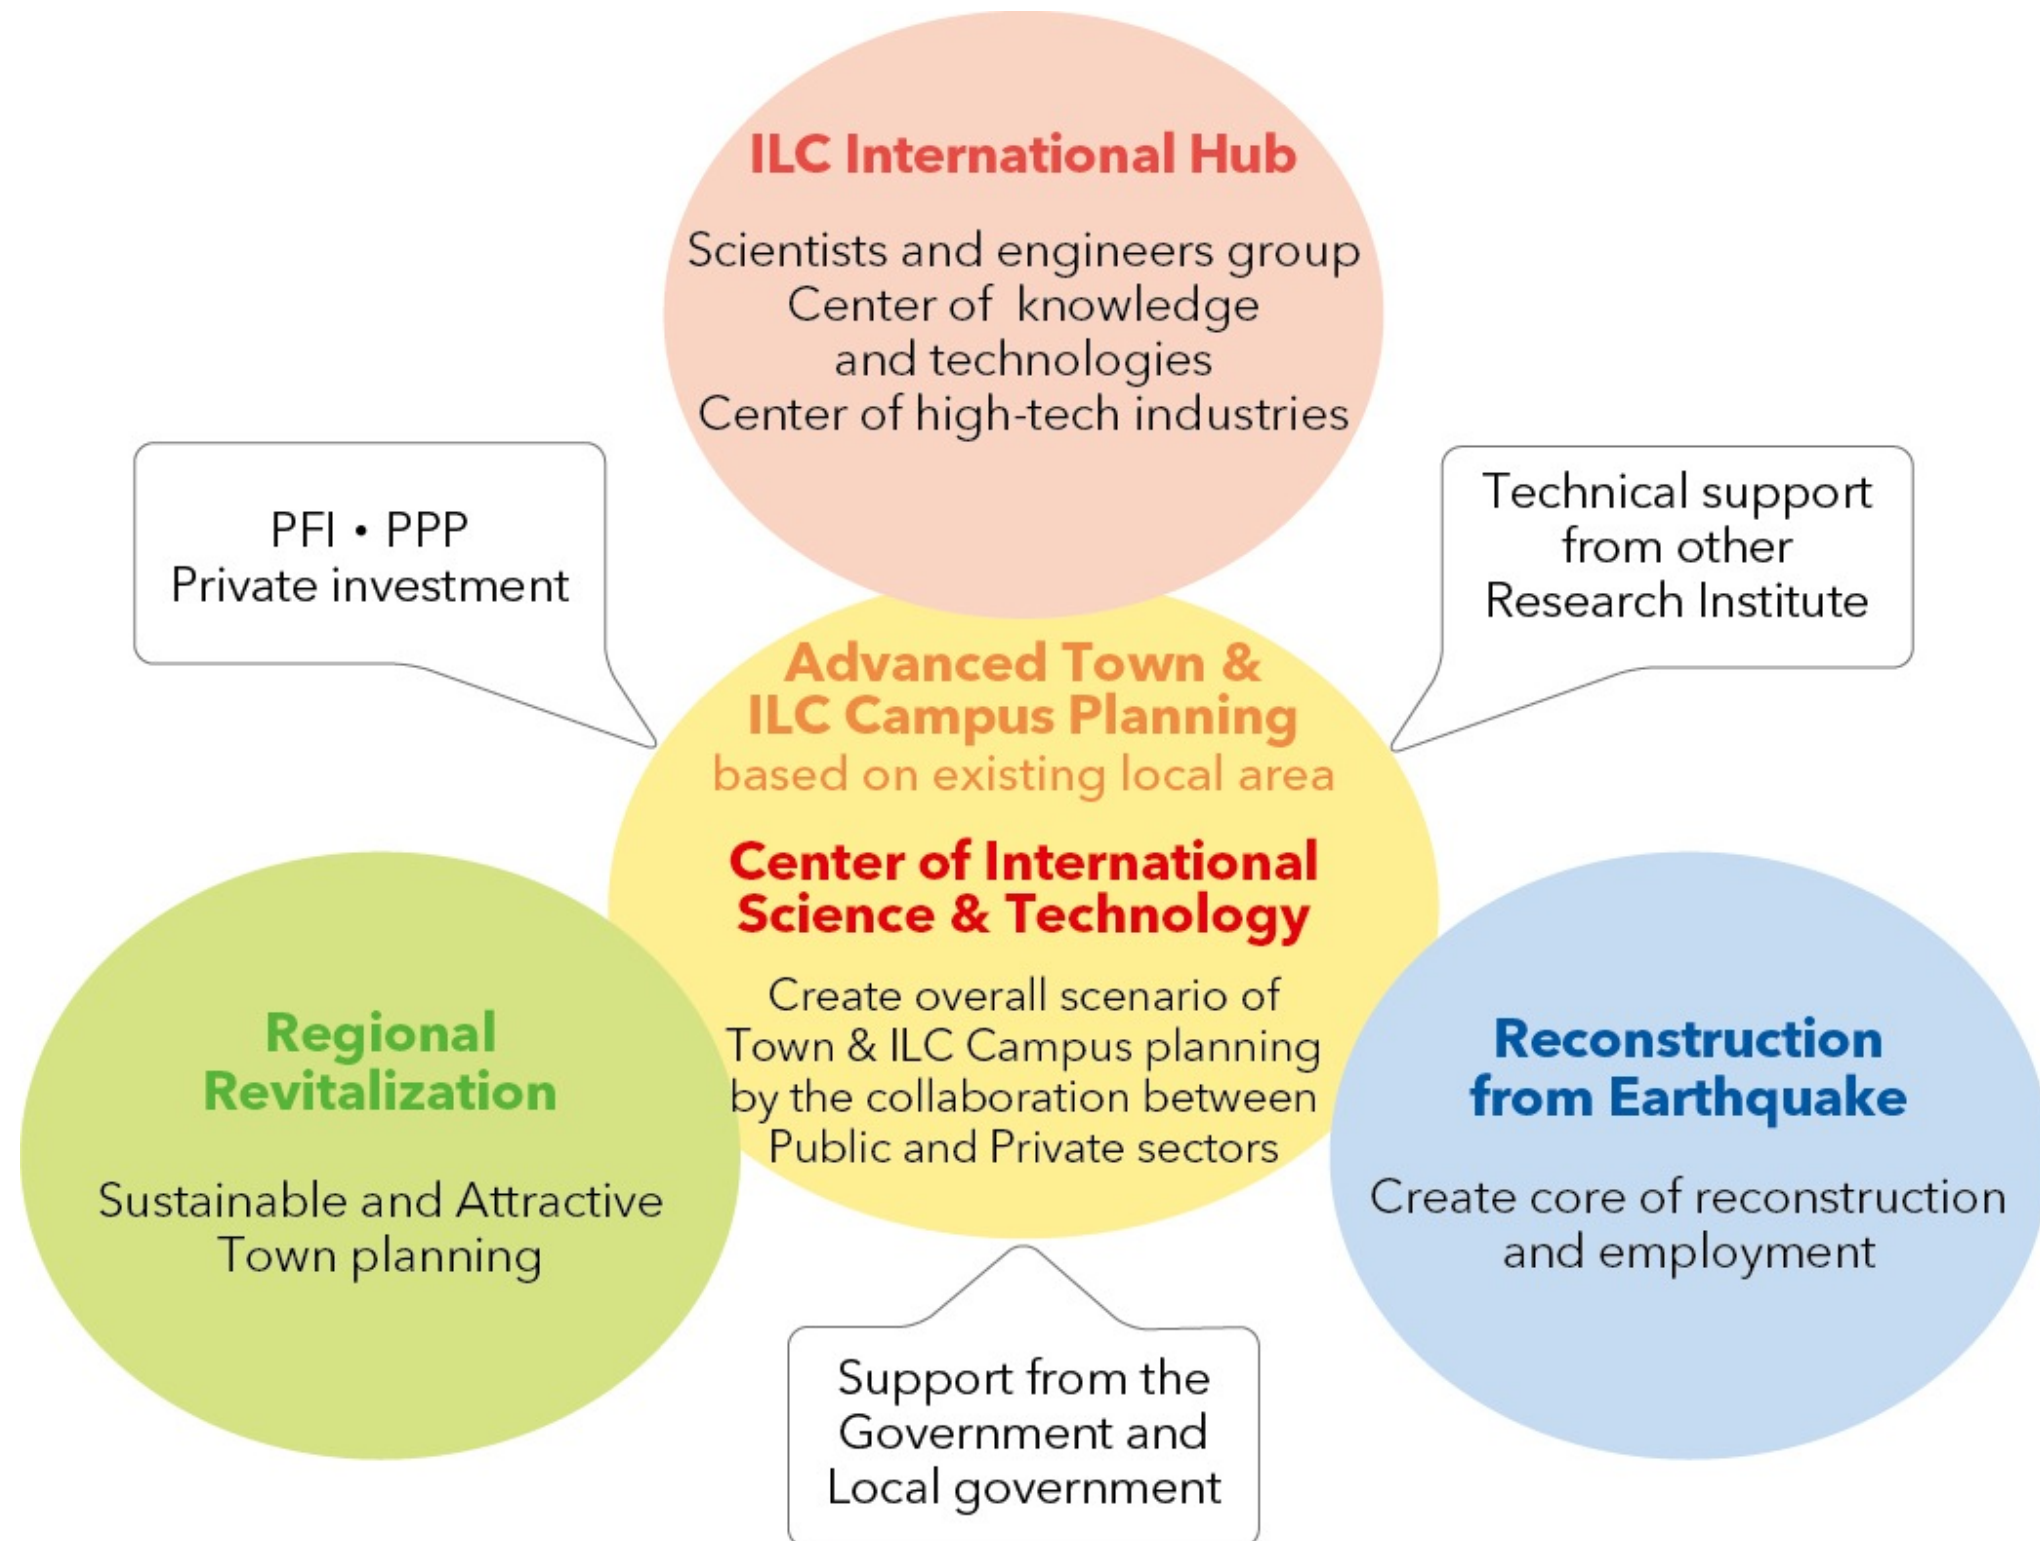 ILC International Hub
Scientists and engineers group
Center of knowledge
and technologies
Center of high-tech industries
PFI・PPP
Private investment
Technical support
from other
Research Institute
Advanced Town &
ILC Campus Planning
based on existing local area
Center of International
Science & Technology
Create overall scenario of
Town & ILC Campus planning
by the collaboration between
Public and Private sectors
Regional
Revitalization
Sustainable and Attractive
Town planning
Reconstruction
from Earthquake
Create core of reconstruction
and employment
Support from the
Government and
Local government